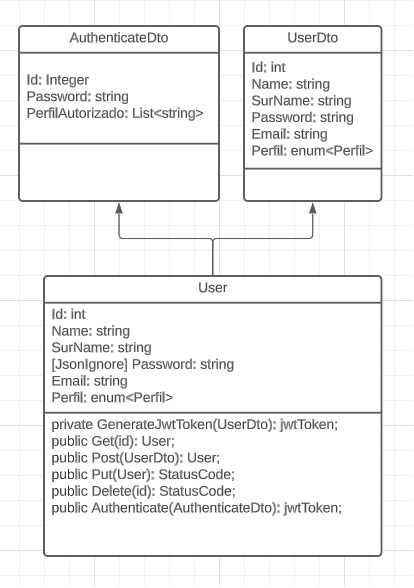 AuthenticateDto
Id: Integer
Password: string
PerfilAutorizado: List<string>
UserDto
Id: int
Name: string
SurName: string
Password: string
Email: string
Perfil: enum<Perfil>
User
Id: int
Name: string
SurName: string
[JsonIgnore] Password: string
Email: string
Perfil: enum<Perfil>
private GenerateJwtToken(UserDto): jwtToken;
public Get(id): User;
public Post(UserDto): User;
public Put(User): StatusCode;
public Delete(id): StatusCode;
public Authenticate(AuthenticateDto): jwtToken;